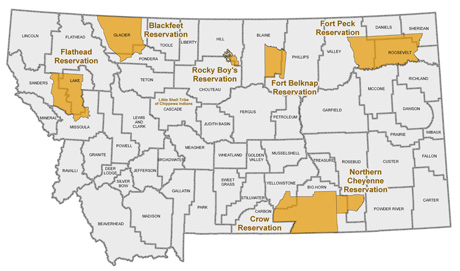 Blackfeet
Reservation
Fort Peck
Reservation
LINCOLN
FLATHEAD
GLACIER
TOOLE
LIBERTY
HILL
BLAINE
PHILLIPS
VALLEY
DANIELS
SHERIDAN
ROOSEVELT
Flathead
Reservation
PONDERA
Rocky Boy's
Reservation
Fort Belknap
Reservation
SANDERS
LAKE
TETON
CHOUTEAU
RICHLAND
MCCONE
Little Shell Tribe
of Chippewa Indians
CASCADE
MINERAL
MISSOULA
LEWIS
AND
CLARK
FERGUS
PETROLEUM
GARFIELD
DAWSON
JUDITH BASIN
PRAIRIE
WIBAUX
POWELL
GRANITE
MEAGHER
WHEATLAND
GOLDEN
VALLEY
MUSSELSHELL
TREASURE
ROSEBUD
CUSTER
FALLON
RAVALLI
DEER
LODGE
SILVER
BOW
JEFFERSON
BROADWATER
Northern
Cheyenne
Reservation
GALLATIN
PARK
SWEET
GRASS
STILLWATER
YELLOWSTONE
BIG HORN
BEAVERHEAD
MADISON
CARBON
Crow
Reservation
POWDER RIVER
CARTER